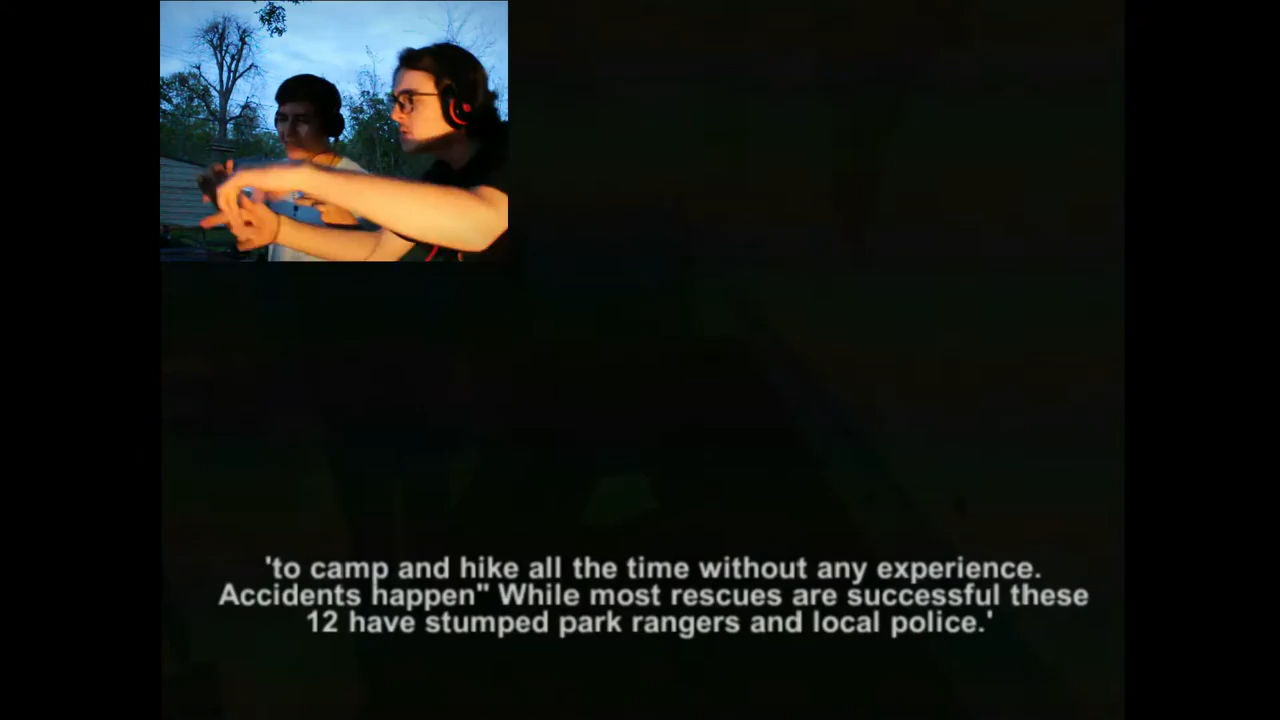 'to camp and hike all the time without any experience.
Accidents happen" While most rescues are successful these
12 have stumped park rangers and local police.'